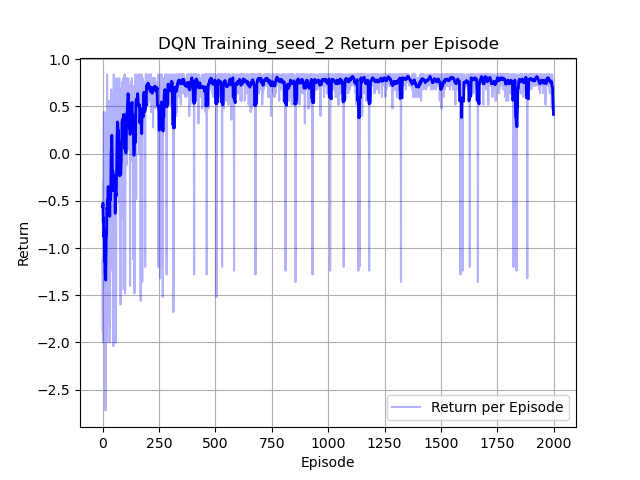 DQN Training_seed_2 Return per Episode
1.0
0.5
0.0
−0.5
−1.0
−1.5
−2.0
−2.5
Return
Return per Episode
0 250 500 750 1000 1250 1500 1750 2000
Episode